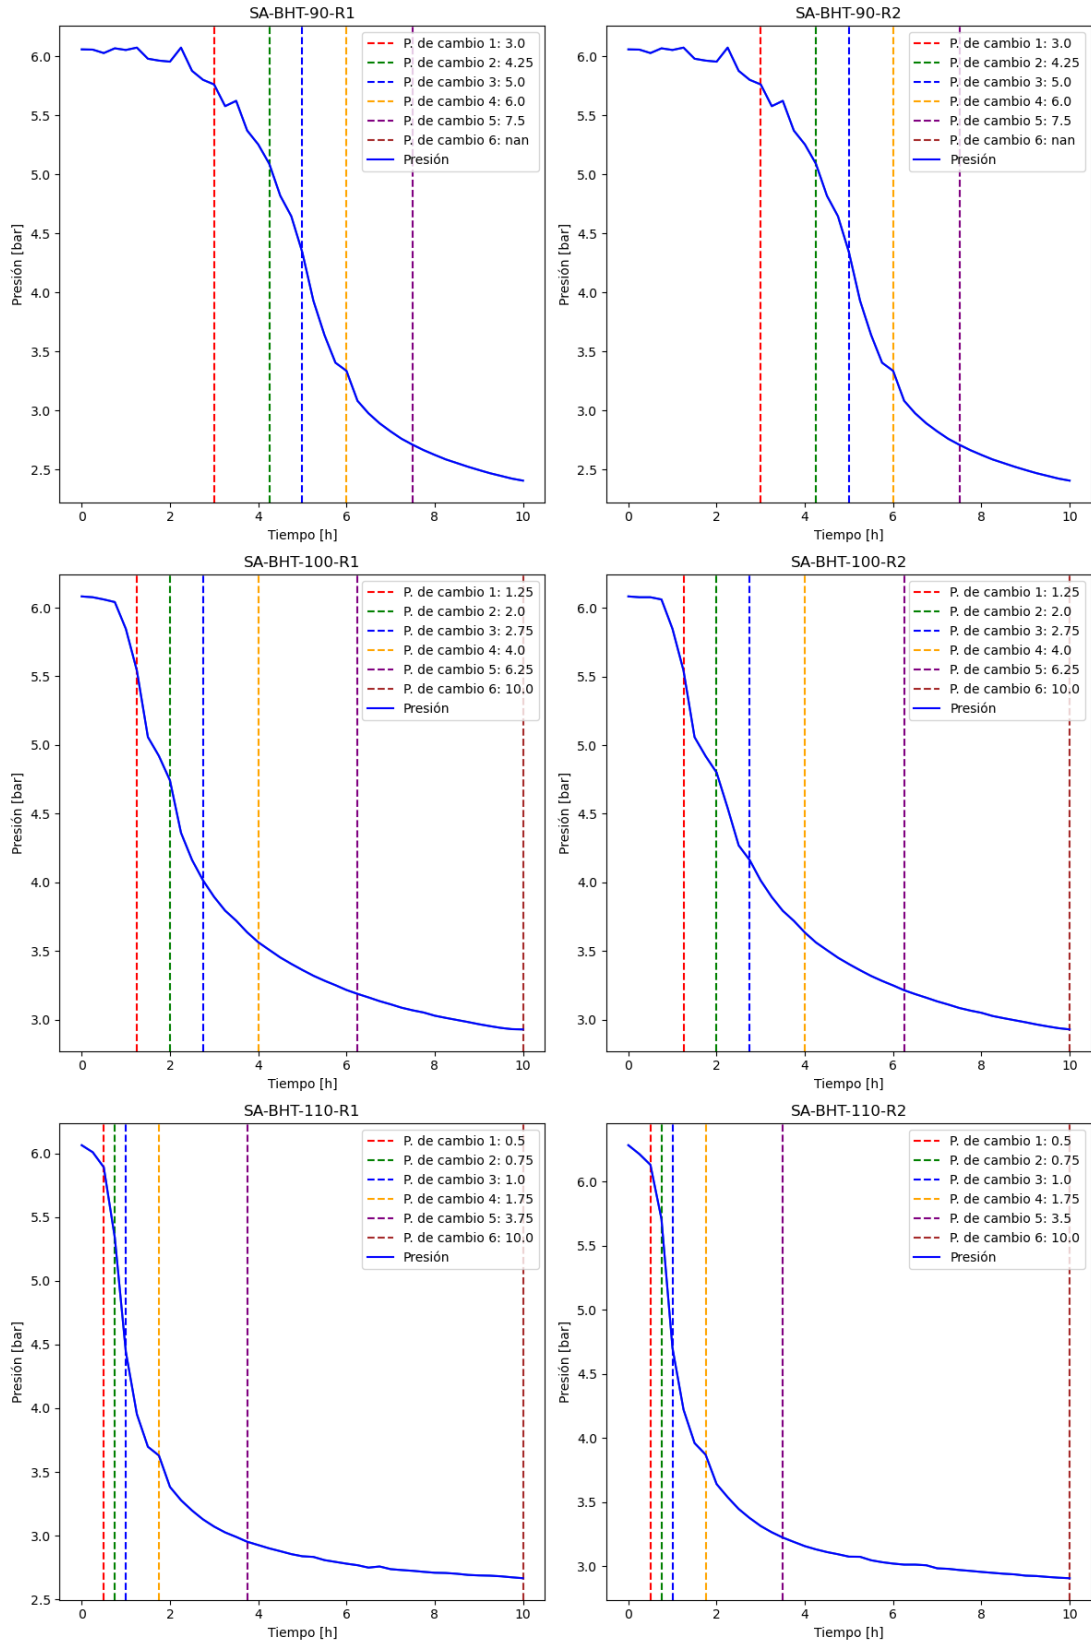 SA-BHT-90-R1
P. de cambio 1: 3.0
P. de cambio 2: 4.25
P. de cambio 3: 5.0
P. de cambio 4: 6.0
P. de cambio 5: 7.5
P. de cambio 6: nan
Presión
Presión [bar]
6.0
5.5
5.0
4.5
4.0
3.5
3.0
2.5
0 2 4 6 8 10
Tiempo [h]
SA-BHT-90-R2
P. de cambio 1: 3.0
P. de cambio 2: 4.25
P. de cambio 3: 5.0
P. de cambio 4: 6.0
P. de cambio 5: 7.5
P. de cambio 6: nan
Presión
Presión [bar]
6.0
5.5
5.0
4.5
4.0
3.5
3.0
2.5
0 2 4 6 8 10
Tiempo [h]
SA-BHT-100-R1
P. de cambio 1: 1.25
P. de cambio 2: 2.0
P. de cambio 3: 2.75
P. de cambio 4: 4.0
P. de cambio 5: 6.25
P. de cambio 6: 10.0
Presión
Presión [bar]
6.0
5.5
5.0
4.5
4.0
3.5
3.0
0 2 4 6 8 10
Tiempo [h]
SA-BHT-100-R2
P. de cambio 1: 1.25
P. de cambio 2: 2.0
P. de cambio 3: 2.75
P. de cambio 4: 4.0
P. de cambio 5: 6.25
P. de cambio 6: 10.0
Presión
Presión [bar]
6.0
5.5
5.0
4.5
4.0
3.5
3.0
0 2 4 6 8 10
Tiempo [h]
SA-BHT-110-R1
P. de cambio 1: 0.5
P. de cambio 2: 0.75
P. de cambio 3: 1.0
P. de cambio 4: 1.75
P. de cambio 5: 3.75
P. de cambio 6: 10.0
Presión
Presión [bar]
6.0
5.5
5.0
4.5
4.0
3.5
3.0
2.5
0 2 4 6 8 10
Tiempo [h]
SA-BHT-110-R2
P. de cambio 1: 0.5
P. de cambio 2: 0.75
P. de cambio 3: 1.0
P. de cambio 4: 1.75
P. de cambio 5: 3.5
P. de cambio 6: 10.0
Presión
Presión [bar]
6.0
5.5
5.0
4.5
4.0
3.5
3.0
0 2 4 6 8 10
Tiempo [h]